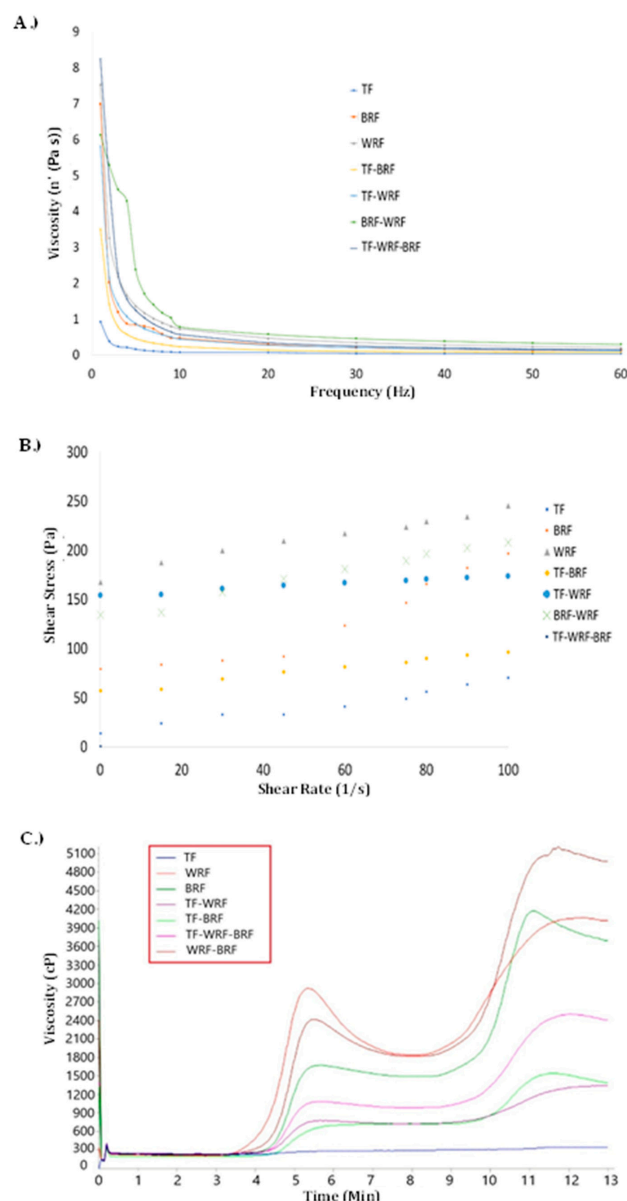 A.)
9
8
7
6
5
4
3
2
1
0
Viscosity (n* (Pa s))
0
10
20
30
40
50
60
Frequency (Hz)
TF
BRF
WRF
TF-BRF
TF-WRF
BRF-WRF
TF-WRF-BRF
B.)
300
250
200
150
100
50
0
Shear Stress (Pa)
0
20
40
60
80
100
Shear Rate (1/s)
TF
BRF
WRF
TF-BRF
TF-WRF
BRF-WRF
TF-WRF-BRF
C.)
5100
4800
4500
4200
3900
3600
3300
3000
2700
2400
2100
1800
1500
1200
900
600
300
0
Viscosity (cP)
TF
WRF
BRF
TF-WRF
TF-BRF
TF-WRF-BRF
WRF-BRF
0
1
2
3
4
5
6
7
8
9
10
11
12
13
Time (Min)